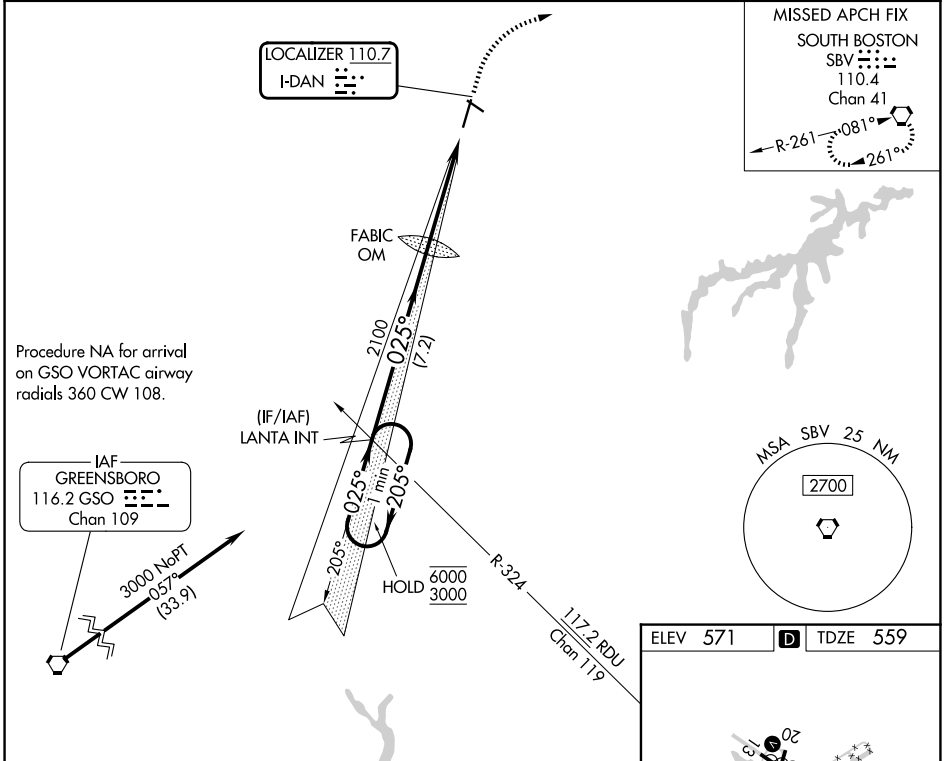 MISSED APCH FIX
SOUTH BOSTON
SBV
110.4
Chan 41
R-261
081°
261°
LOCALIZER 110.7
I-DAN
FABIC
OM
2100
025°
(7.2)
Procedure NA for arrival
on GSO VORTAC airway
radials 360 CW 108.
(IF/IAF)
LANTA INT
IAF
GREENSBORO
116.2 GSO
Chan 109
3000 NoPT
057°
(33.9)
025°
1 min
205°
205°
HOLD
6000
3000
R-324
117.2 RDU
Chan 119
MSA SBV 25 NM
2700
ELEV 571
D
TDZE 559
13
V
20